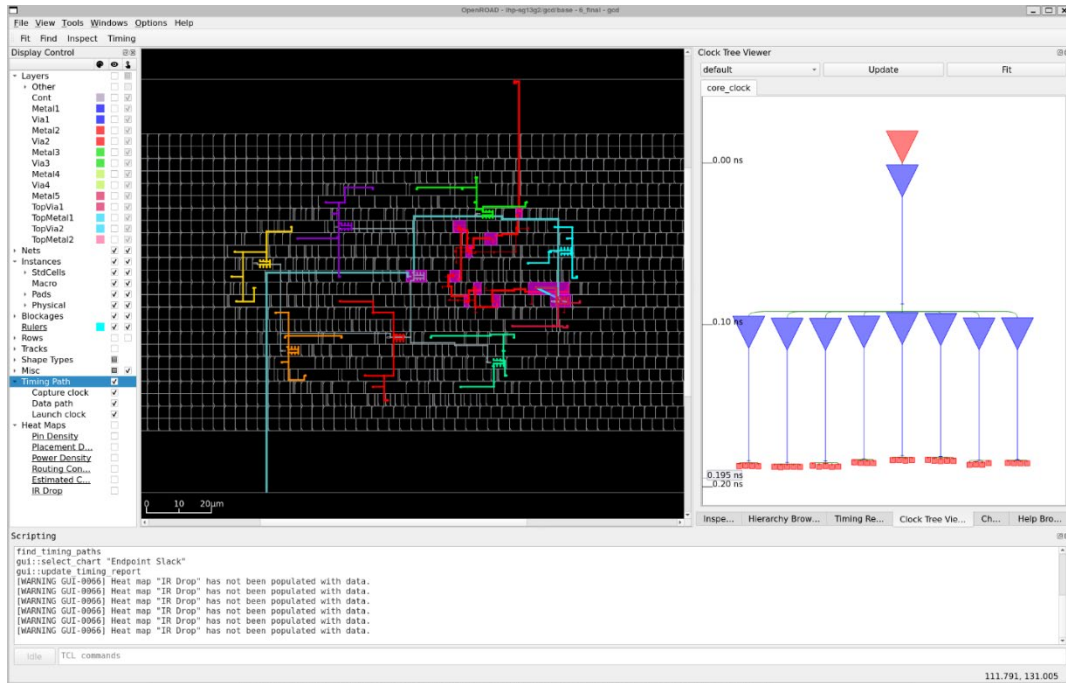 OpenROAD - ihp-sg13g2/gcd/base - 6_final - gcd
File View Tools Windows Options Help
Fit Find Inspect Timing
Display Control
Layers
Other
Cont
Metal1
Via1
Metal2
Via2
Metal3
Via3
Metal4
Via4
Metal5
TopVia1
TopMetal1
TopVia2
TopMetal2
Nets
Instances
StdCells
Macro
Pads
Physical
Blockages
Rulers
Rows
Tracks
Shape Types
Misc
Timing Path
Capture clock
Data path
Launch clock
Heat Maps
Pin Density
Placement D...
Power Density
Routing Con...
Estimated C...
IR Drop
0 10 20μm
Clock Tree Viewer
default Update Fit
core_clock
0.00 ns
0.10 ns
0.195 ns
0.20 ns
Inspe... Hierarchy Brow... Timing Re... Clock Tree Vie... Ch... Help Bro...
Scripting
find_timing_paths
gui::select_chart "Endpoint Slack"
gui::update_timing_report
[WARNING GUI-0066] Heat map "IR Drop" has not been populated with data.
[WARNING GUI-0066] Heat map "IR Drop" has not been populated with data.
[WARNING GUI-0066] Heat map "IR Drop" has not been populated with data.
[WARNING GUI-0066] Heat map "IR Drop" has not been populated with data.
[WARNING GUI-0066] Heat map "IR Drop" has not been populated with data.
[WARNING GUI-0066] Heat map "IR Drop" has not been populated with data.
Idle TCL commands
111.791, 131.005